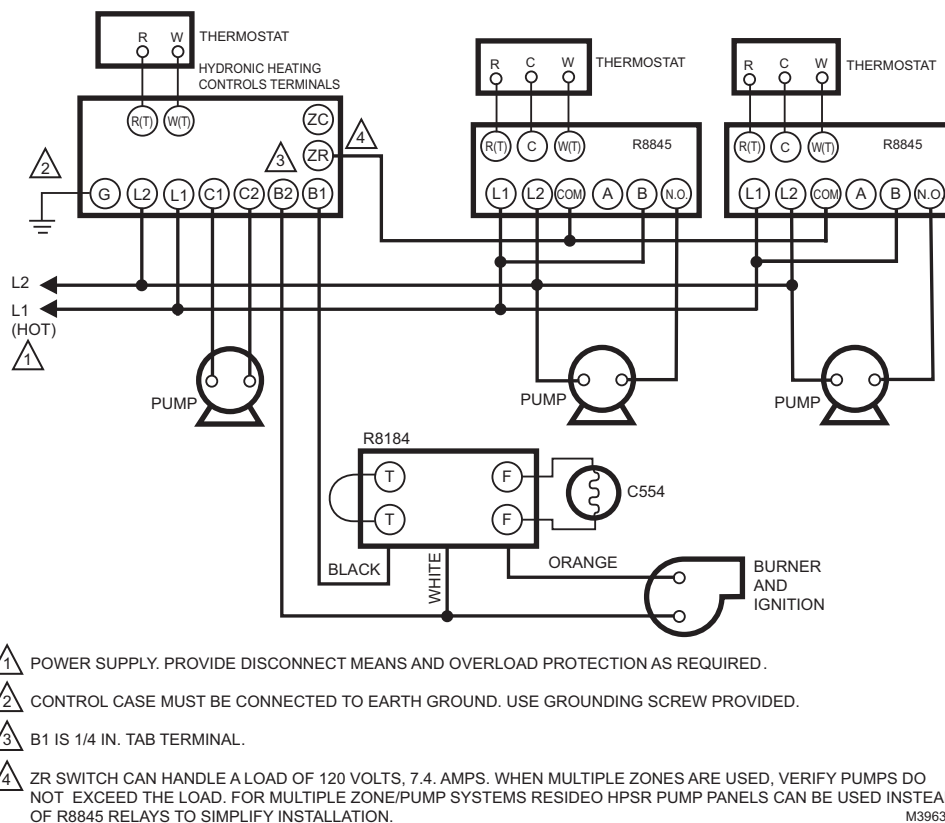 R W THERMOSTAT
HYDRONIC HEATING
CONTROLS TERMINALS
R(T) W(T) ZC
ZR
4
3
2
G L2 L1 C1 C2 B2 B1
R C W THERMOSTAT
R(T) C W(T) R8845
L1 L2 COM A B N.O.
R C W THERMOSTAT
R(T) C W(T) R8845
L1 L2 COM A B N.O.
L2
L1
(HOT)
1
PUMP
PUMP
PUMP
R8184
T F
T F
C554
BLACK
WHITE
ORANGE
BURNER
AND
IGNITION
1 POWER SUPPLY. PROVIDE DISCONNECT MEANS AND OVERLOAD PROTECTION AS REQUIRED.
2 CONTROL CASE MUST BE CONNECTED TO EARTH GROUND. USE GROUNDING SCREW PROVIDED.
3 B1 IS 1/4 IN. TAB TERMINAL.
4 ZR SWITCH CAN HANDLE A LOAD OF 120 VOLTS, 7.4. AMPS. WHEN MULTIPLE ZONES ARE USED, VERIFY PUMPS DO
NOT EXCEED THE LOAD. FOR MULTIPLE ZONE/PUMP SYSTEMS RESIDEO HPSR PUMP PANELS CAN BE USED INSTEA
OF R8845 RELAYS TO SIMPLIFY INSTALLATION.
M3963